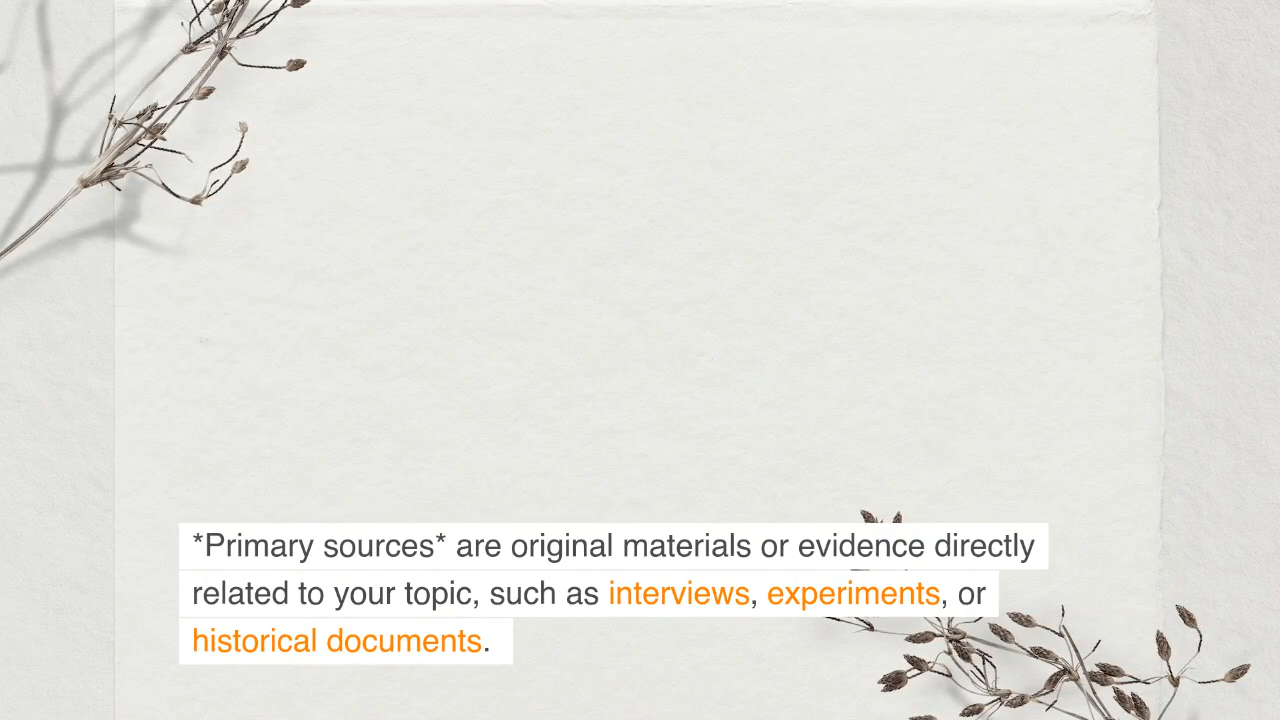 *Primary sources* are original materials or evidence directly
related to your topic, such as interviews, experiments, or
historical documents.